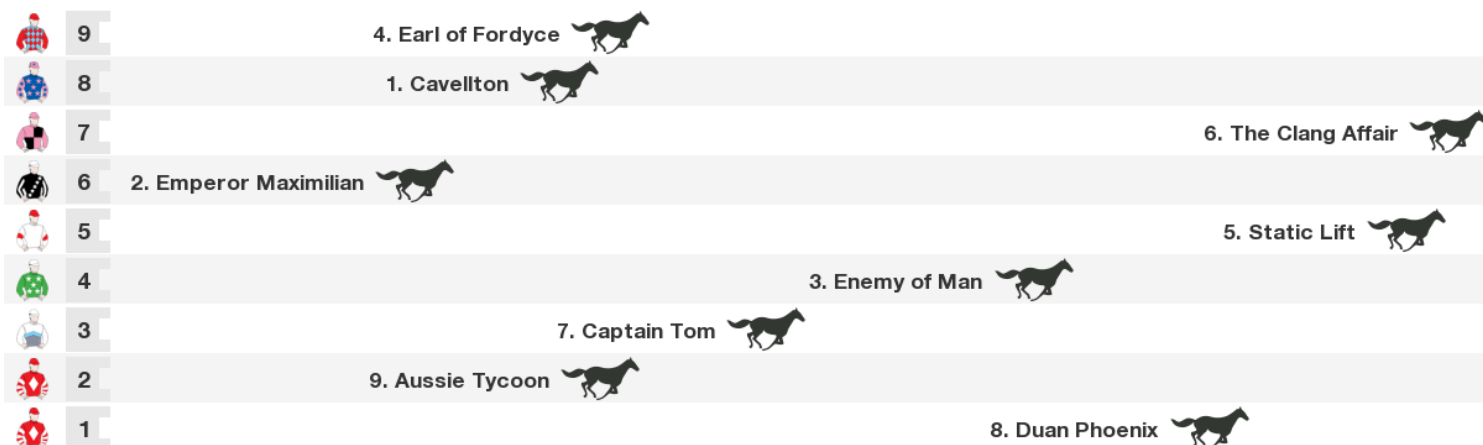 9 4. Earl of Fordyce
8 1. Cavellton
7 6. The Clang Affair
6 2. Emperor Maximilian
5 5. Static Lift
4 3. Enemy of Man
3 7. Captain Tom
2 9. Aussie Tycoon
1 8. Duan Phoenix